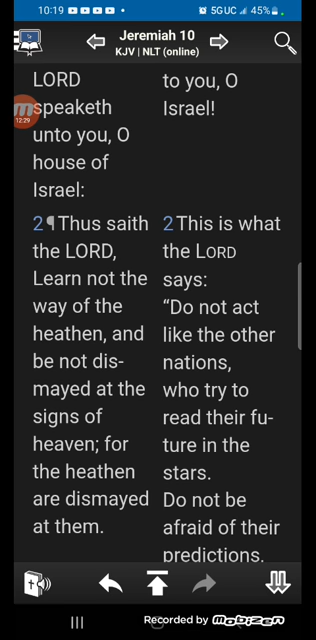 10:19
5GUC 45%
Jeremiah 10
KJV | NLT (online)
12:29
LORD
speaketh
unto you, O
house of
Israel:
2 ¶ Thus saith
the LORD,
Learn not the
way of the
heathen, and
be not dis-
mayed at the
signs of
heaven; for
the heathen
are dismayed
at them.
to you, O
Israel!
2 This is what
the LORD
says:
“Do not act
like the other
nations,
who try to
read their fu-
ture in the
stars.
Do not be
afraid of their
predictions,
Recorded by mobizen